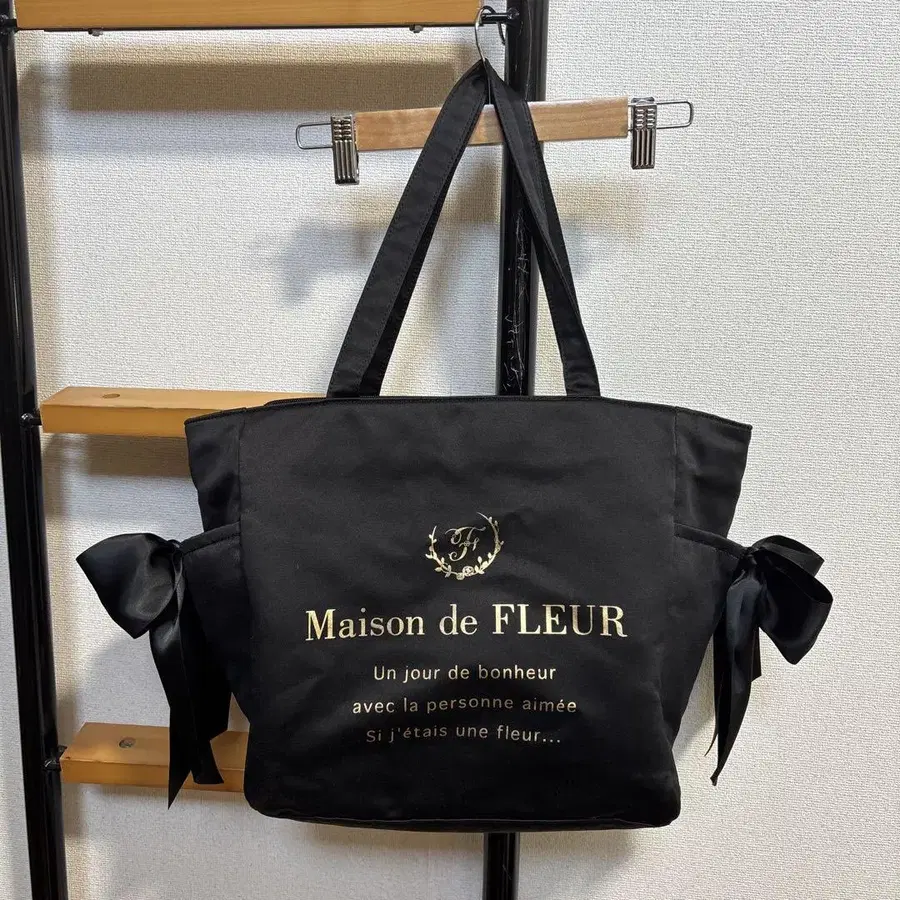 F
Maison de FLEUR
Un jour de bonheur
avec la personne aimée
Si j'étais une fleur...